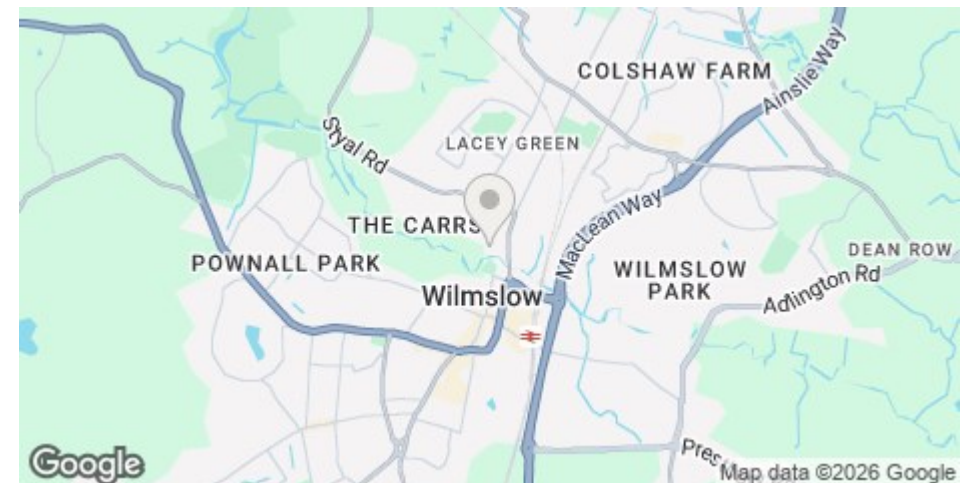 COLSHAW FARM
Ainslie Way
Styal Rd
LACEY GREEN
MacLean Way
THE CARRS
DEAN ROW
POWNALL PARK
WILMSLOW
PARK
Adlington Rd
Wilmslow
Google
Map data ©2026 Google